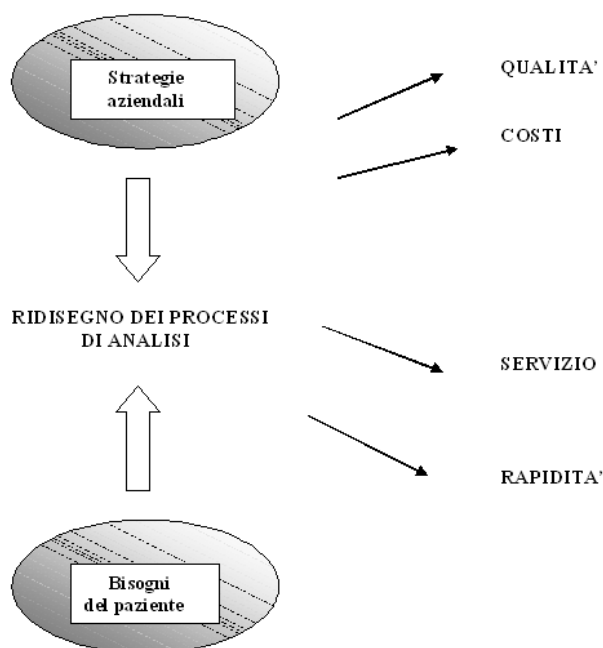 Strategie
aziendali
QUALITA’
COSTI
RIDISEGNO DEI PROCESSI
DI ANALISI
SERVIZIO
RAPIDITA’
Bisogni
del paziente